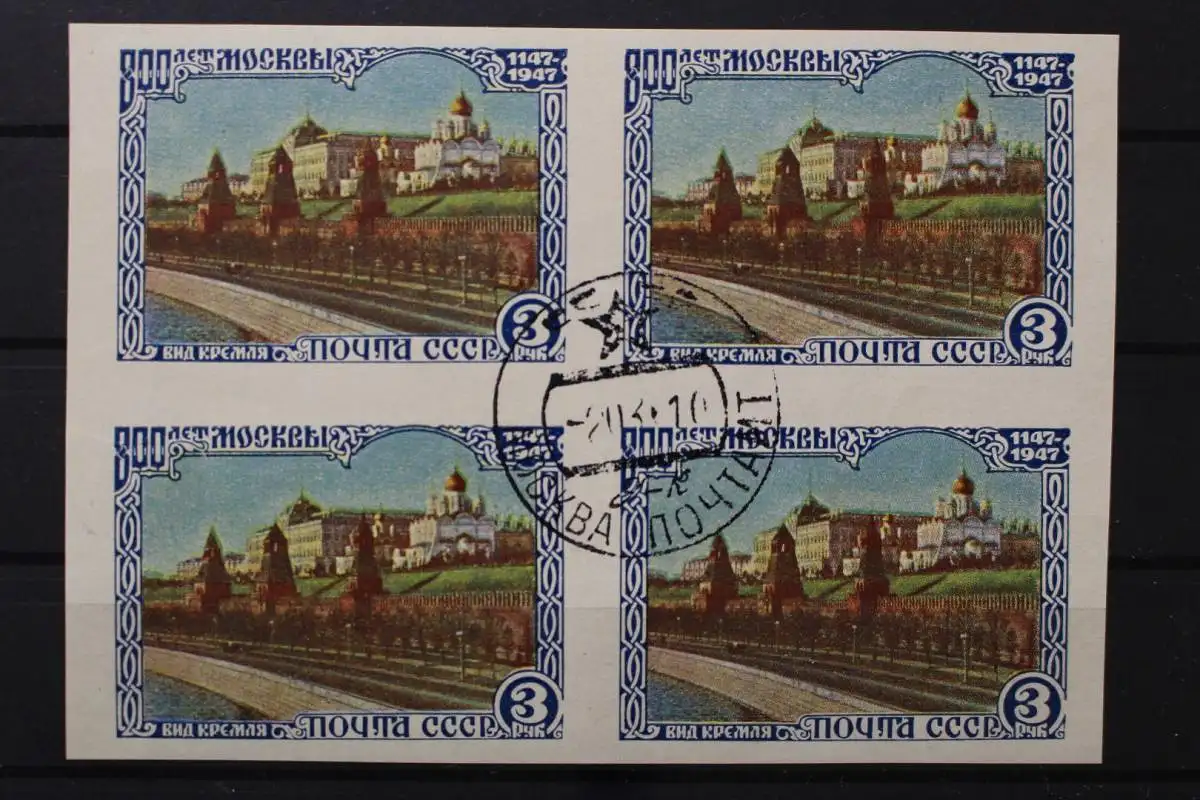 800 ЛЕТ МОСКВЫ 1147-1947
ВИД КРЕМЛЯ ПОЧТА СССР 3 РУБ
800 ЛЕТ МОСКВЫ 1147-1947
ВИД КРЕМЛЯ ПОЧТА СССР 3 РУБ
МОСКВА ПОЧТАМТ
800 ЛЕТ МОСКВЫ 1947
ВИД КРЕМЛЯ ПОЧТА СССР 3 РУБ
800 ЛЕТ МОСКВЫ 1147-1947
ВИД КРЕМЛЯ ПОЧТА СССР 3 РУБ